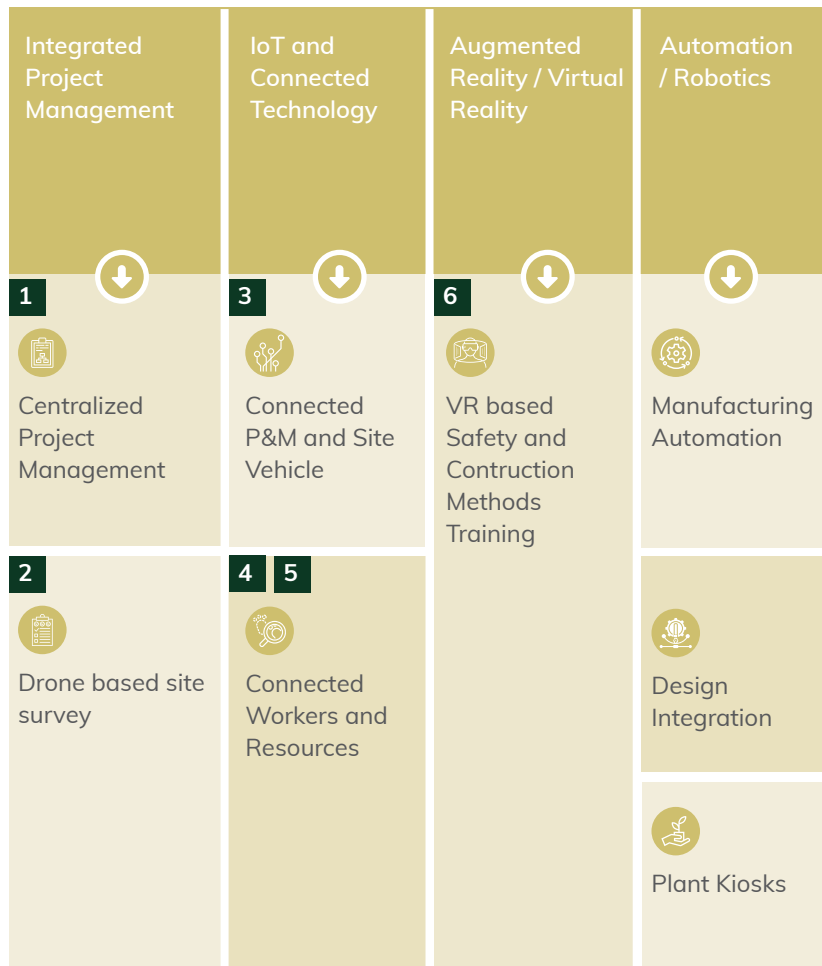 Integrated
Project
Management
IoT and
Connected
Technology
Augmented
Reality / Virtual
Reality
Automation
/ Robotics
1
Centralized
Project
Management
2
Drone based site
survey
3
Connected
P&M and Site
Vehicle
4 5
Connected
Workers and
Resources
6
VR based
Safety and
Contruction
Methods
Training
Manufacturing
Automation
Design
Integration
Plant Kiosks